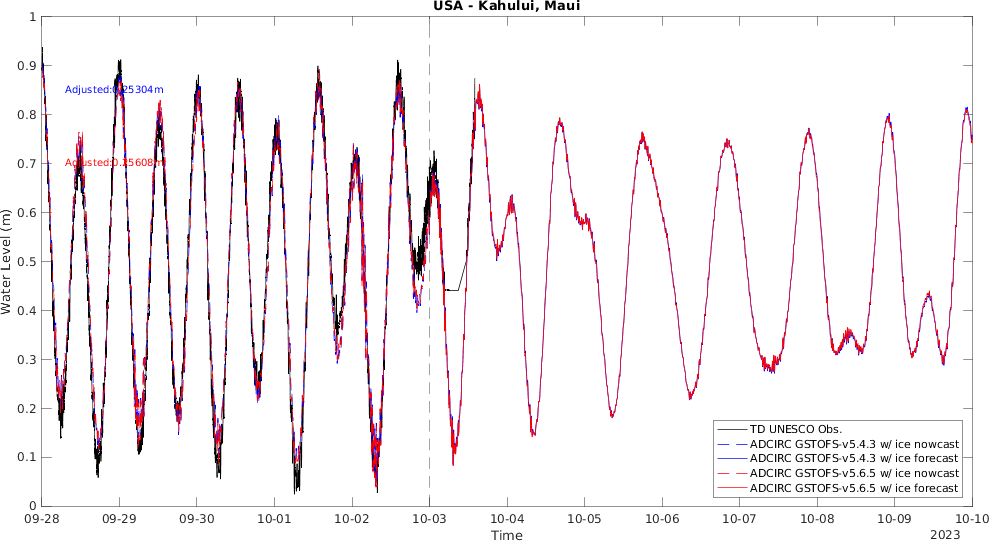 USA - Kahului, Maui
1
0.9
0.8
0.7
0.6
0.5
0.4
0.3
0.2
0.1
0
Water Level (m)
Adjusted:0.25304m
Adjusted:0.25608m
TD UNESCO Obs.
ADCIRC GSTOFS-v5.4.3 w/ ice nowcast
ADCIRC GSTOFS-v5.4.3 w/ ice forecast
ADCIRC GSTOFS-v5.6.5 w/ ice nowcast
ADCIRC GSTOFS-v5.6.5 w/ ice forecast
09-28 09-29 09-30 10-01 10-02 10-03 10-04 10-05 10-06 10-07 10-08 10-09 10-10
Time
2023